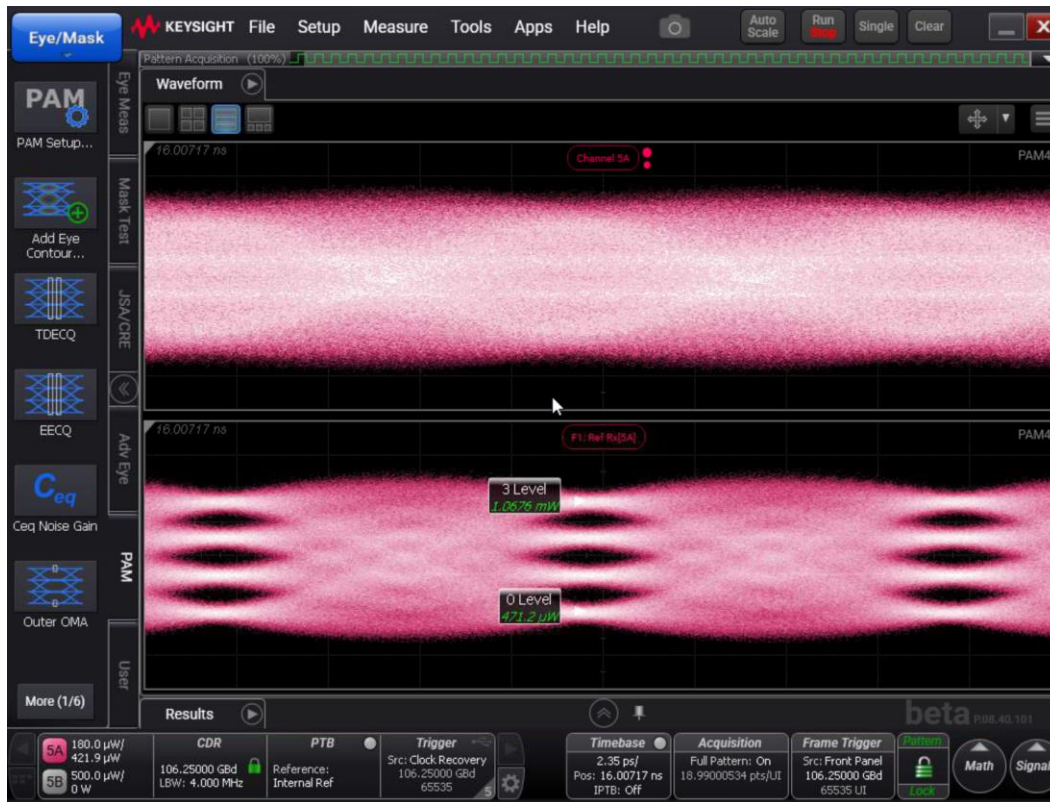 Eye/Mask
KEYSIGHT File Setup Measure Tools Apps Help
Auto Scale
Run Stop
Single
Clear
Pattern Acquisition (100%)
Waveform
PAM
PAM Setup...
Add Eye
Contour...
TDECQ
EECQ
Ceq
Ceq Noise Gain
Outer OMA
More (1/6)
Eye Meas
Mask Test
JSA/CRE
Adv Eye
PAM
User
16.00717 ns
Channel 5A
PAM4
16.00717 ns
F1: Ref Rx[5A]
PAM4
3 Level
1.0676 mW
0 Level
471.2 µW
Results
beta P.08.40.101
5A 180.0 µW/
421.9 µW
5B 500.0 µW/
0 W
CDR
106.25000 GBd
LBW: 4.000 MHz
PTB
Reference:
Internal Ref
Trigger
Src: Clock Recovery
106.25000 GBd
65535
5
Timebase
2.35 ps/
Pos: 16.00717 ns
IPTB: Off
Acquisition
Full Pattern: On
18.99000534 pts/UI
Frame Trigger
Src: Front Panel
106.25000 GBd
65535 UI
Pattern
Lock
Math
Signal